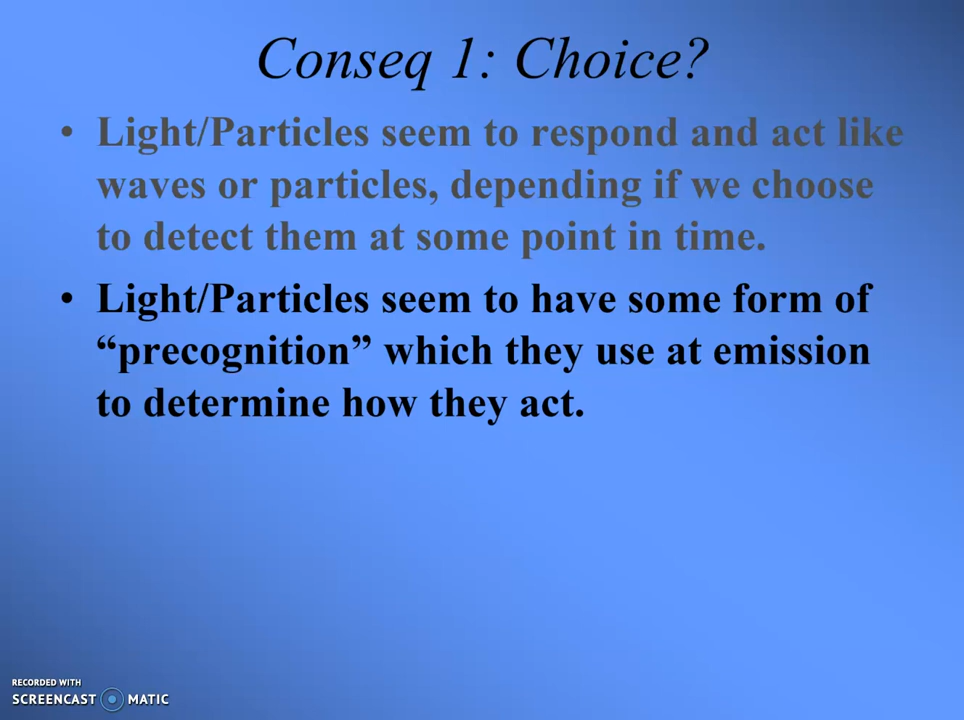 Conseq 1: Choice?
• Light/Particles seem to respond and act like
waves or particles, depending if we choose
to detect them at some point in time.
• Light/Particles seem to have some form of
“precognition” which they use at emission
to determine how they act.
RECORDED WITH
SCREENCAST MATIC